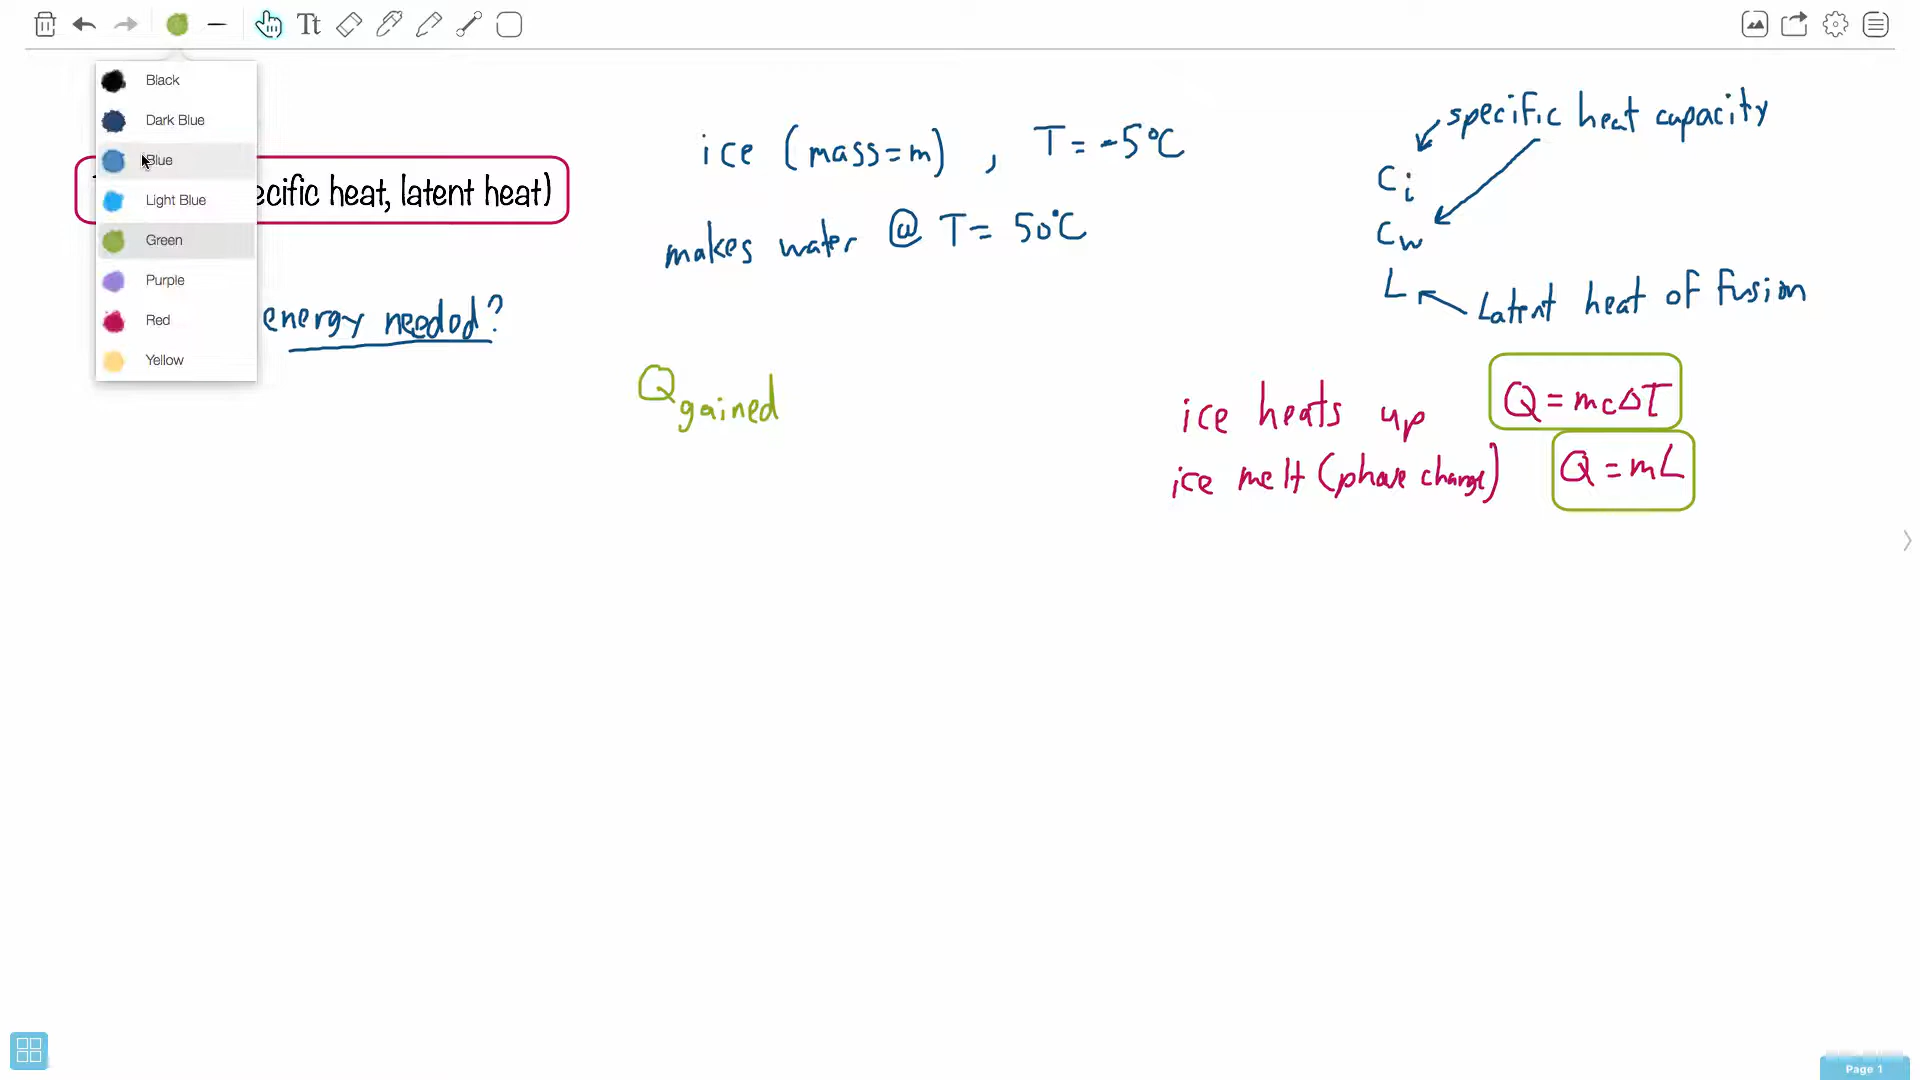 Tt
Black
Dark Blue
Blue
Light Blue
Green
Purple
Red
Yellow
ecific heat, latent heat)
energy needed?
ice (mass=m) , T = -5°C
makes water @ T = 50°C
specific heat capacity
Ci
Cw
L
Latent heat of fusion
Qgained
ice heats up Q = mcΔT
ice melt (phase change) Q = mL
Page 1